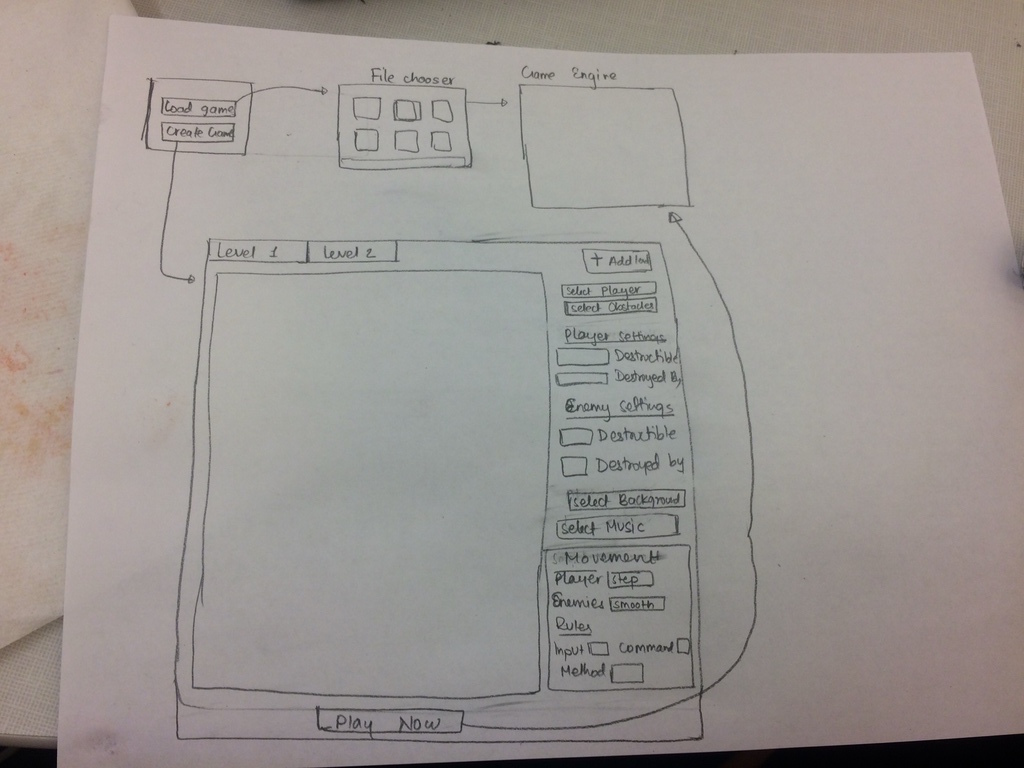 File chooser
Game Engine
Load game
Create Game
Level 1
Level 2
+ Add
Select Player
Select Obstacles
Player settings
Destructible
Destroyed By
Enemy settings
Destructible
Destroyed by
Select Backgroud
Select Music
Movement
Player Step
Enemies smooth
Rules
Input Command
Method
Play Now